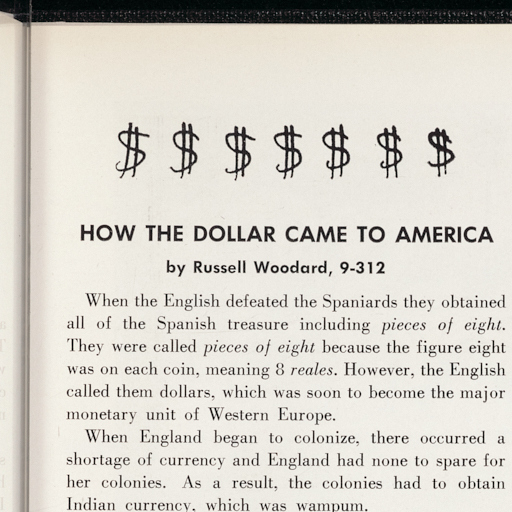 $ $ $ $ $ $ $
HOW THE DOLLAR CAME TO AMERICA
by Russell Woodard, 9-312
When the English defeated the Spaniards they obtained
all of the Spanish treasure including pieces of eight.
They were called pieces of eight because the figure eight
was on each coin, meaning 8 reales. However, the English
called them dollars, which was soon to become the major
monetary unit of Western Europe.
When England began to colonize, there occurred a
shortage of currency and England had none to spare for
her colonies. As a result, the colonies had to obtain
Indian currency, which was wampum.